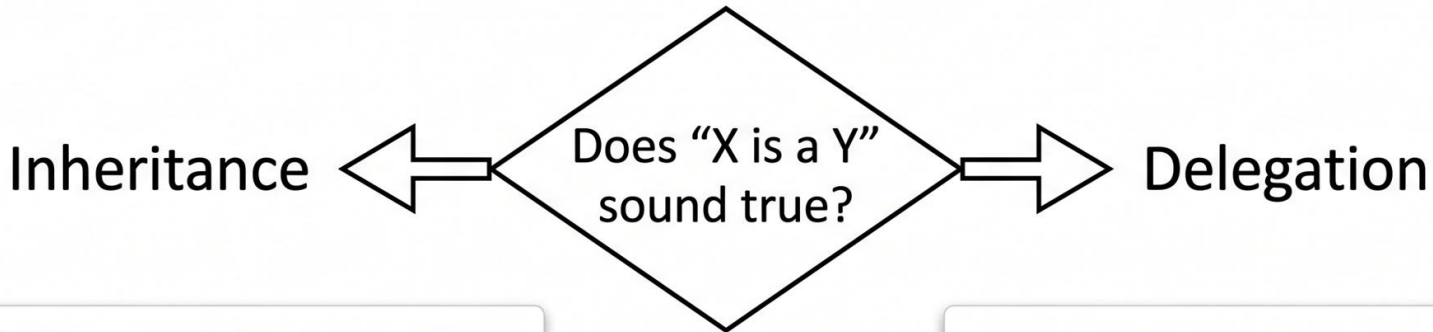 Inheritance
Does “X is a Y”
sound true?
Delegation